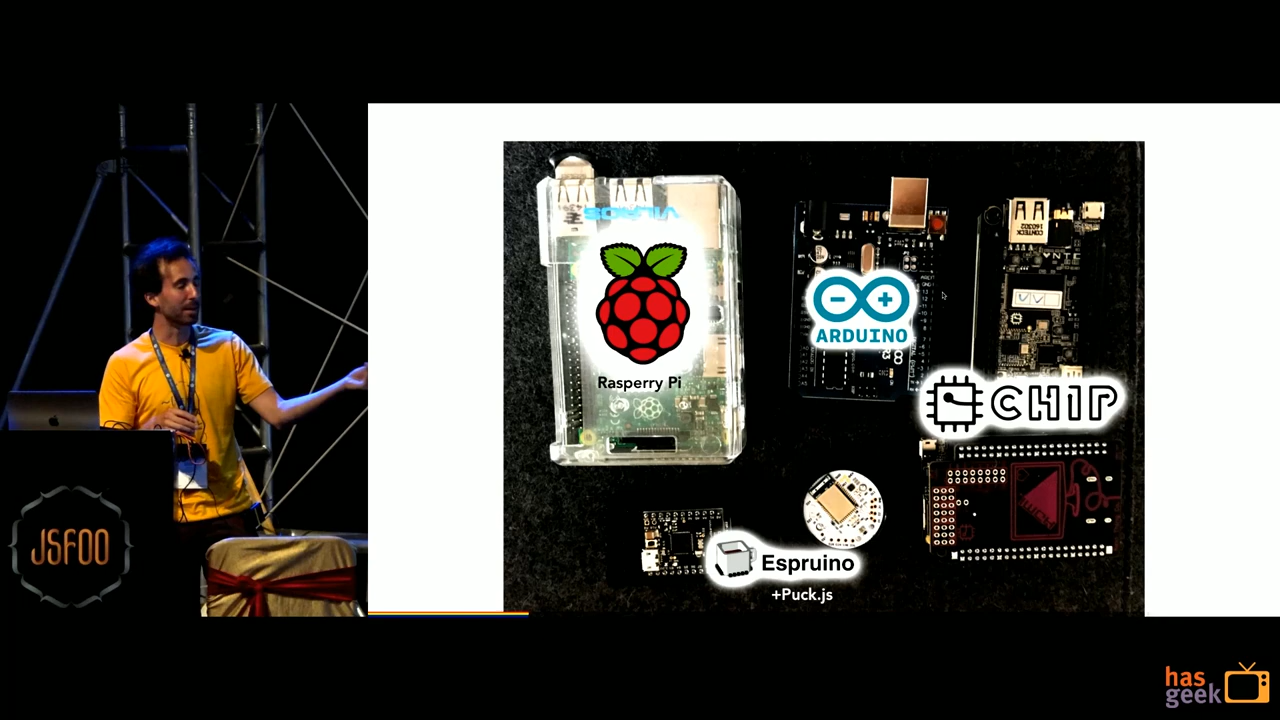 JSFOO
Rasperry Pi
ARDUINO
CHIP
Espruino
+Puck.js
has
geek